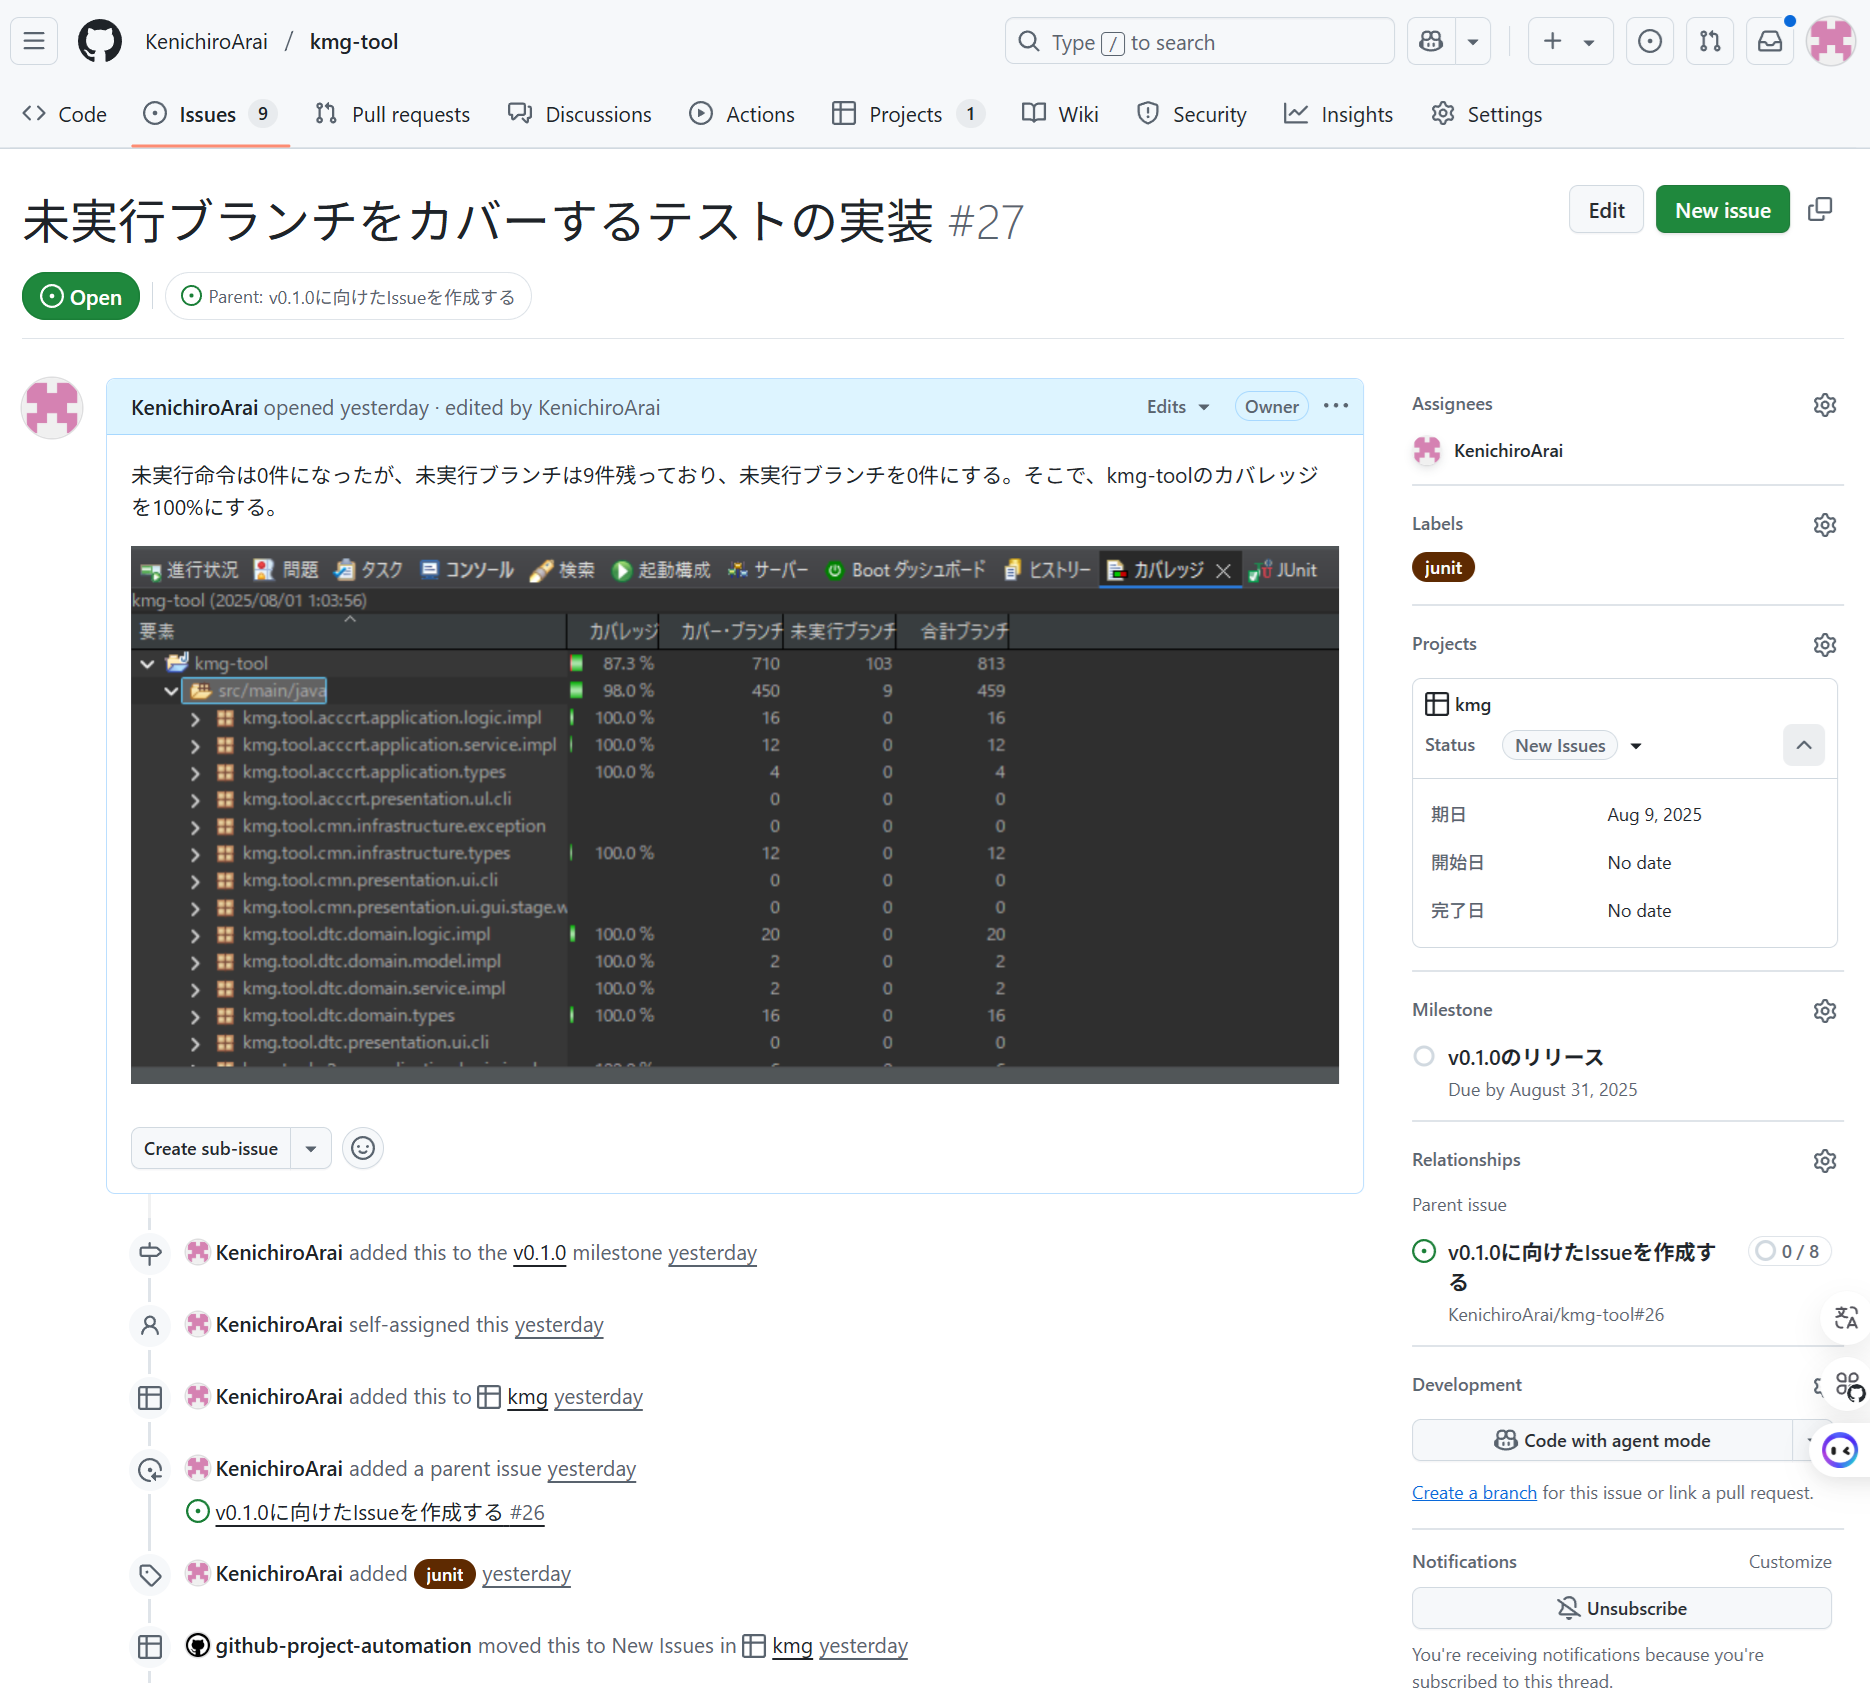 KenichiroArai / kmg-tool
Type / to search
Code
Issues 9
Pull requests
Discussions
Actions
Projects 1
Wiki
Security
Insights
Settings
未実行ブランチをカバーするテストの実装 #27
Edit
New issue
Open
Parent: v0.1.0に向けたIssueを作成する
KenichiroArai opened yesterday · edited by KenichiroArai
Edits
Owner
未実行命令は0件になったが、未実行ブランチは9件残っており、未実行ブランチを0件にする。そこで、kmg-toolのカバレッジ
を100%にする。
進行状況 問題 タスク コンソール 検索 起動構成 サーバー Boot ダッシュボード ヒストリー カバレッジ JUnit
kmg-tool (2025/08/01 1:03:56)
要素 カバレッジ カバー・ブランチ 未実行ブランチ 合計ブランチ
kmg-tool 87.3 % 710 103 813
src/main/java 98.0 % 450 9 459
kmg.tool.acccrt.application.logic.impl 100.0 % 16 0 16
kmg.tool.acccrt.application.service.impl 100.0 % 12 0 12
kmg.tool.acccrt.application.types 100.0 % 4 0 4
kmg.tool.acccrt.presentation.ul.cli 0 0 0
kmg.tool.cmn.infrastructure.exception 0 0 0
kmg.tool.cmn.infrastructure.types 100.0 % 12 0 12
kmg.tool.cmn.presentation.ui.cli 0 0 0
kmg.tool.cmn.presentation.ui.gui.stage.w 0 0 0
kmg.tool.dtc.domain.logic.impl 100.0 % 20 0 20
kmg.tool.dtc.domain.model.impl 100.0 % 2 0 2
kmg.tool.dtc.domain.service.impl 100.0 % 2 0 2
kmg.tool.dtc.domain.types 100.0 % 16 0 16
kmg.tool.dtc.presentation.ui.cli 0 0 0
Create sub-issue
KenichiroArai added this to the v0.1.0 milestone yesterday
KenichiroArai self-assigned this yesterday
KenichiroArai added this to kmg yesterday
KenichiroArai added a parent issue yesterday
v0.1.0に向けたIssueを作成する #26
KenichiroArai added junit yesterday
github-project-automation moved this to New Issues in kmg yesterday
Assignees
KenichiroArai
Labels
junit
Projects
kmg
Status New Issues
期日 Aug 9, 2025
開始日 No date
完了日 No date
Milestone
v0.1.0のリリース
Due by August 31, 2025
Relationships
Parent issue
v0.1.0に向けたIssueを作成す
る
0 / 8
KenichiroArai/kmg-tool#26
Development
Code with agent mode
Create a branch for this issue or link a pull request.
Notifications
Customize
Unsubscribe
You're receiving notifications because you're
subscribed to this thread.